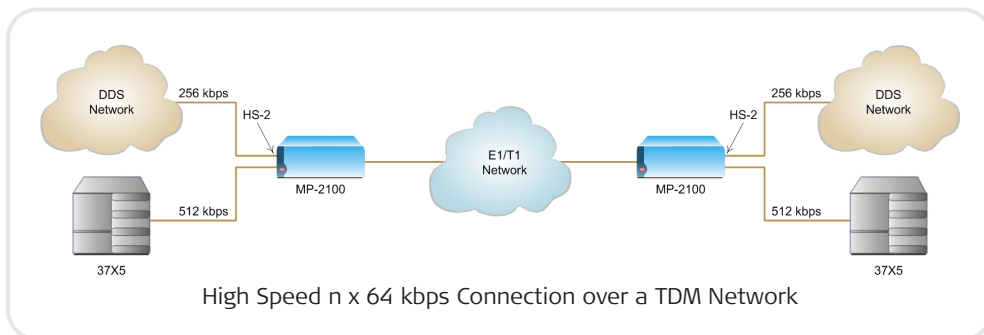 DDS
Network
256 kbps
HS-2
MP-2100
512 kbps
37X5
E1/T1
Network
256 kbps
HS-2
DDS
Network
MP-2100
512 kbps
37X5
High Speed n x 64 kbps Connection over a TDM Network